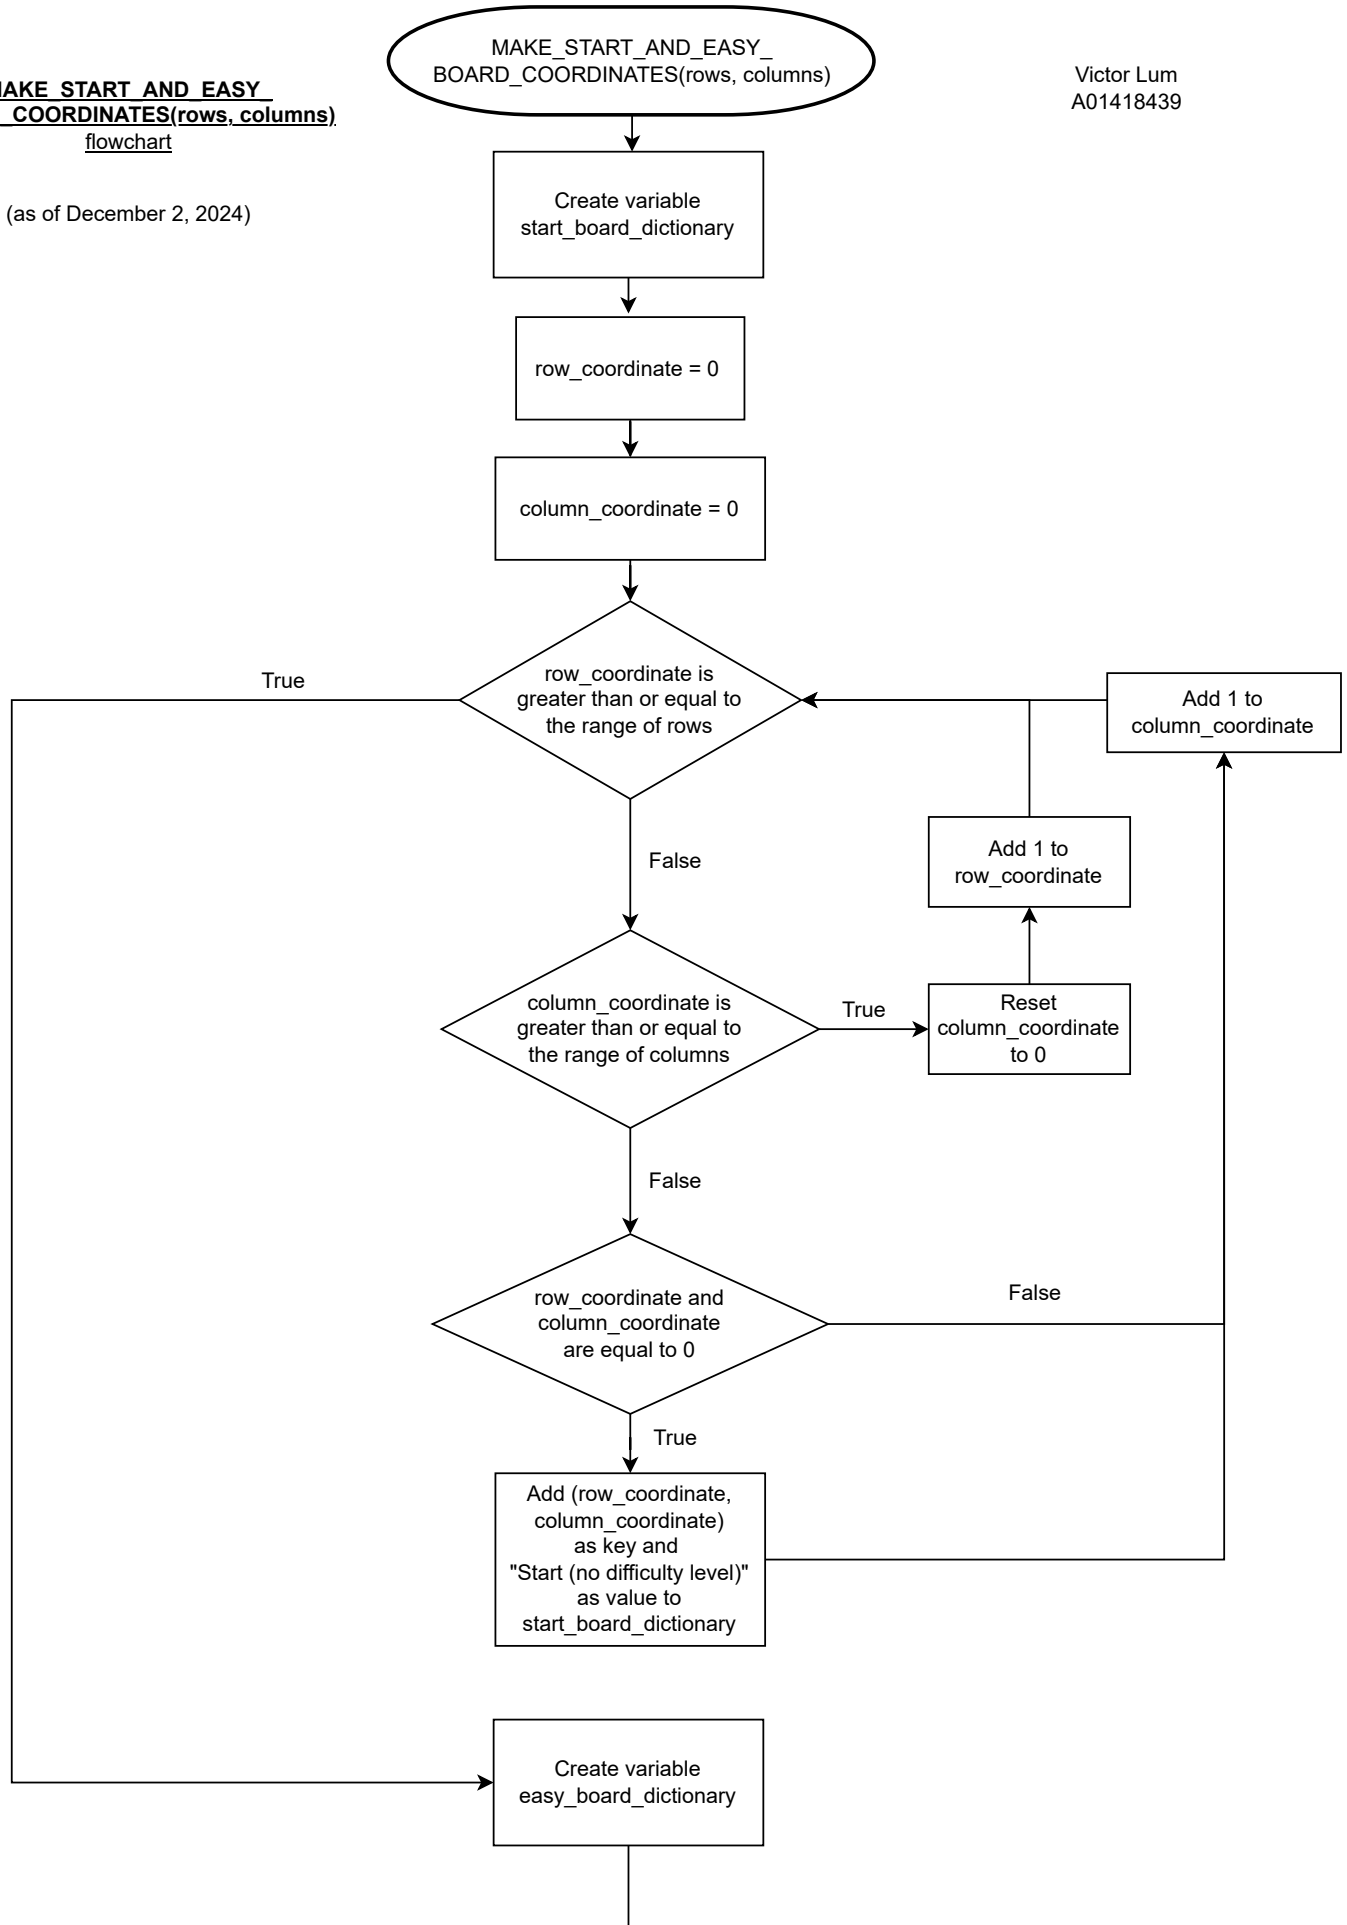 MAKE_START_AND_EASY_
BOARD_COORDINATES(rows, columns)
AKE_START_AND_EASY_
_COORDINATES(rows, columns)
flowchart
(as of December 2, 2024)
Victor Lum
A01418439
Create variable
start_board_dictionary
row_coordinate = 0
column_coordinate = 0
row_coordinate is
greater than or equal to
the range of rows
True
False
Add 1 to
column_coordinate
Add 1 to
row_coordinate
column_coordinate is
greater than or equal to
the range of columns
True
Reset
column_coordinate
to 0
False
row_coordinate and
column_coordinate
are equal to 0
False
True
Add (row_coordinate,
column_coordinate)
as key and
"Start (no difficulty level)"
as value to
start_board_dictionary
Create variable
easy_board_dictionary